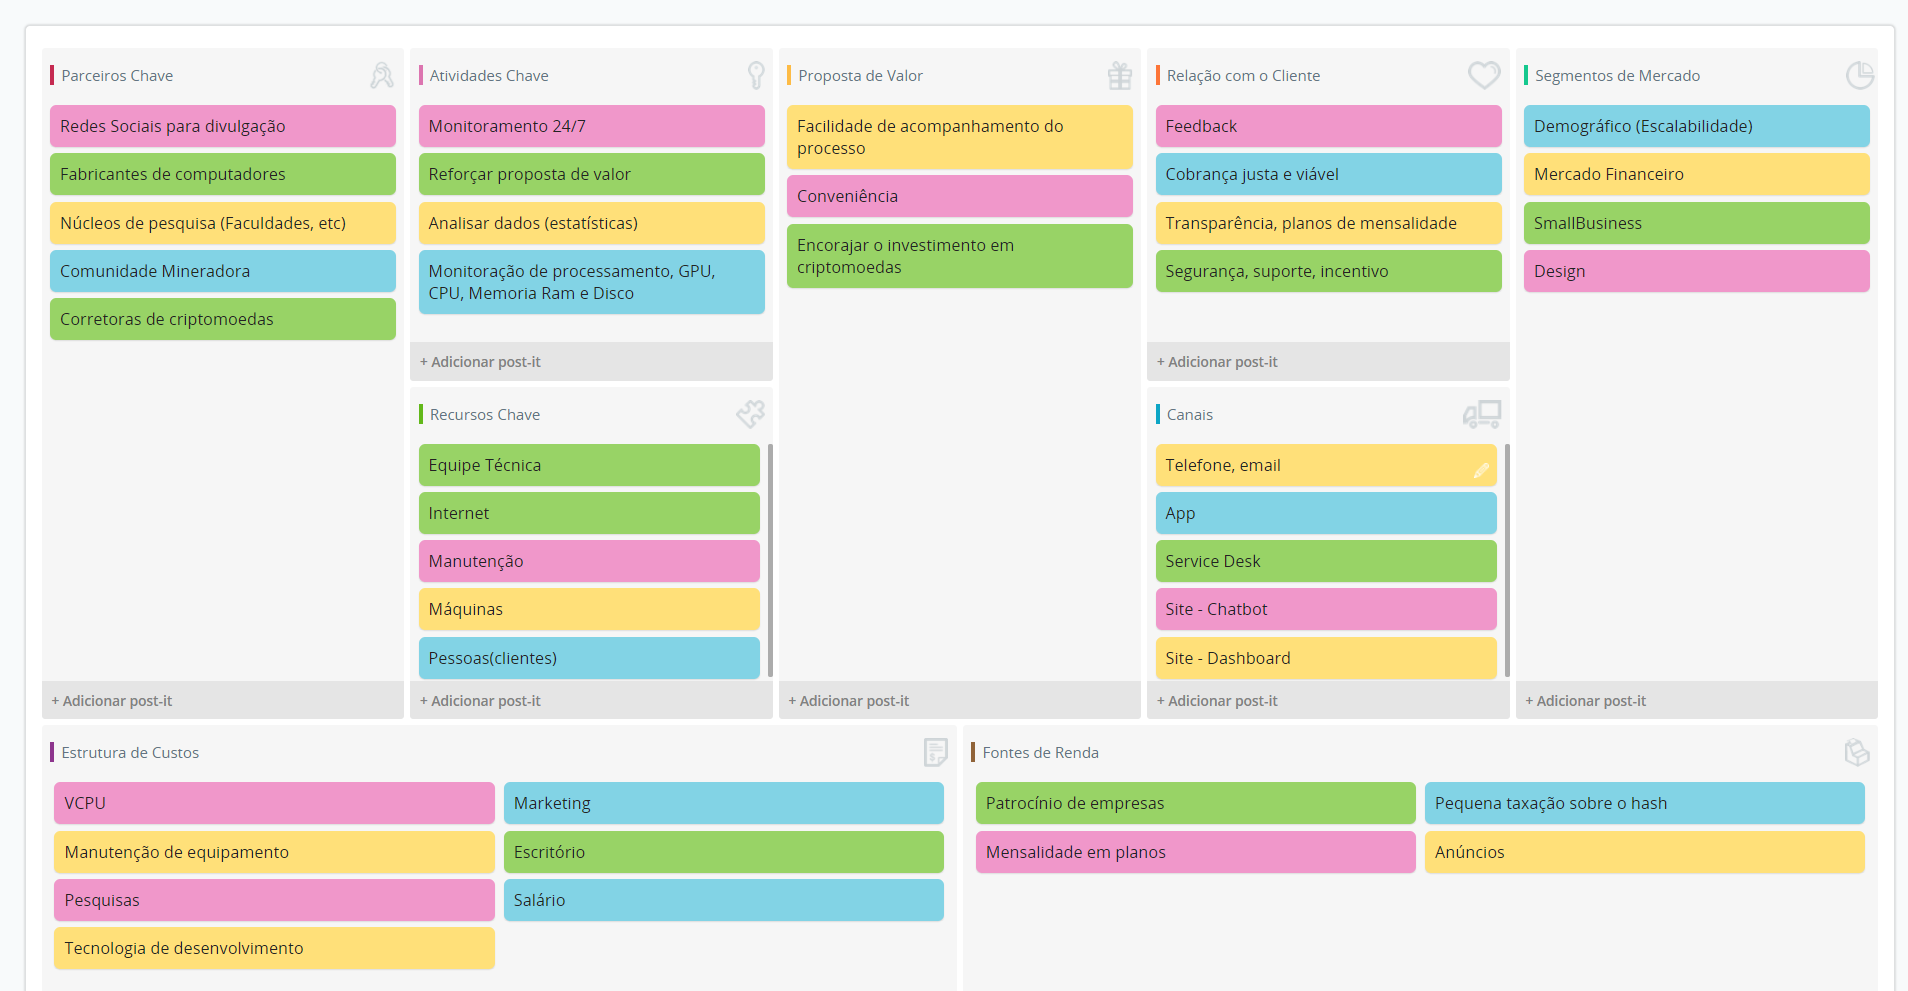 Parceiros Chave
Redes Sociais para divulgação
Fabricantes de computadores
Núcleos de pesquisa (Faculdades, etc)
Comunidade Mineradora
Corretoras de criptomoedas
+ Adicionar post-it
Atividades Chave
Monitoramento 24/7
Reforçar proposta de valor
Analisar dados (estatísticas)
Monitoração de processamento, GPU,
CPU, Memoria Ram e Disco
+ Adicionar post-it
Recursos Chave
Equipe Técnica
Internet
Manutenção
Máquinas
Pessoas(clientes)
+ Adicionar post-it
Proposta de Valor
Facilidade de acompanhamento do
processo
Conveniência
Encorajar o investimento em
criptomoedas
+ Adicionar post-it
Relação com o Cliente
Feedback
Cobrança justa e viável
Transparência, planos de mensalidade
Segurança, suporte, incentivo
+ Adicionar post-it
Canais
Telefone, email
App
Service Desk
Site - Chatbot
Site - Dashboard
+ Adicionar post-it
Segmentos de Mercado
Demográfico (Escalabilidade)
Mercado Financeiro
SmallBusiness
Design
+ Adicionar post-it
Estrutura de Custos
VCPU
Marketing
Manutenção de equipamento
Escritório
Pesquisas
Salário
Tecnologia de desenvolvimento
Fontes de Renda
Patrocínio de empresas
Pequena taxação sobre o hash
Mensalidade em planos
Anúncios